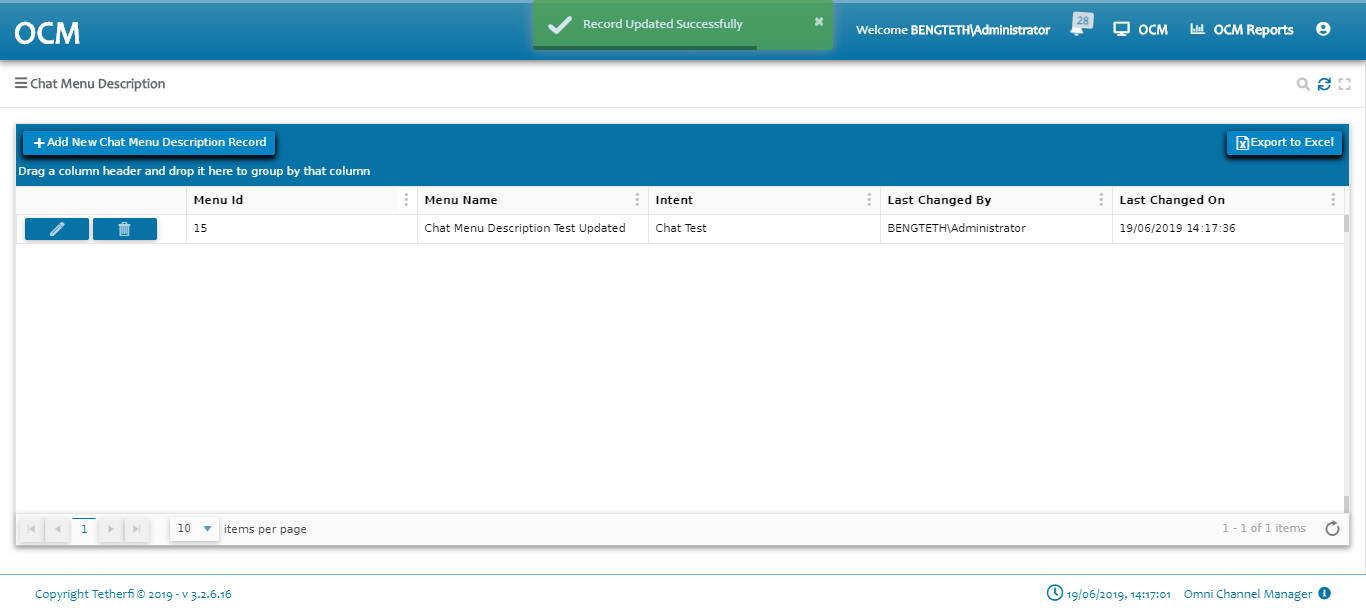 OCM
Record Updated Successfully
Welcome BENGTETH\Administrator
28
OCM
OCM Reports
Chat Menu Description
Add New Chat Menu Description Record
Export to Excel
Drag a column header and drop it here to group by that column
Menu Id
Menu Name
Intent
Last Changed By
Last Changed On
15
Chat Menu Description Test Updated
Chat Test
BENGTETH\Administrator
19/06/2019 14:17:36
1
10
items per page
1 - 1 of 1 items
Copyright Tetherfi © 2019 - v 3.2.6.16
19/06/2019, 14:17:01
Omni Channel Manager